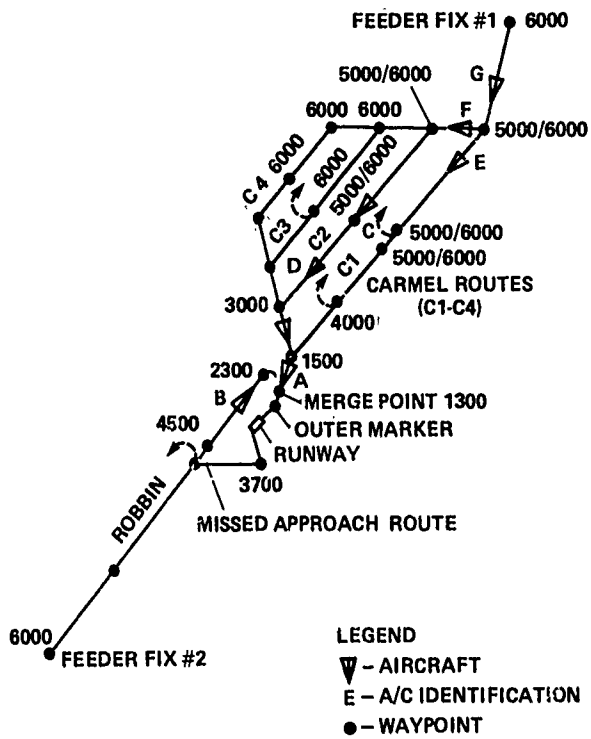 FEEDER FIX #1
6000
G
5000/6000
F
5000/6000
E
6000
6000
C4 6000
6000
5000/6000
C3
C2
C
5000/6000
5000/6000
D
C1
CARMEL ROUTES
(C1-C4)
3000
4000
1500
2300
A
MERGE POINT 1300
B
OUTER MARKER
4500
RUNWAY
3700
ROBBIN
MISSED APPROACH ROUTE
6000
FEEDER FIX #2
LEGEND
- AIRCRAFT
E - A/C IDENTIFICATION
- WAYPOINT